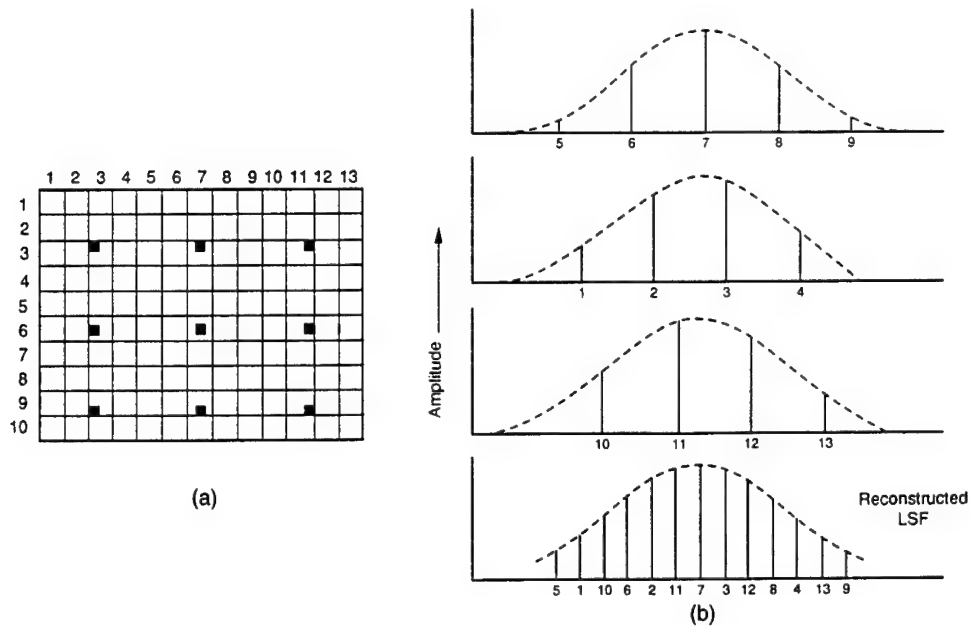 1 2 3 4 5 6 7 8 9 10 11 12 13
1
2
3
4
5
6
7
8
9
10
(a)
5 6 7 8 9
1 2 3 4
Amplitude
10 11 12 13
Reconstructed
LSF
5 1 10 6 2 11 7 3 12 8 4 13 9
(b)